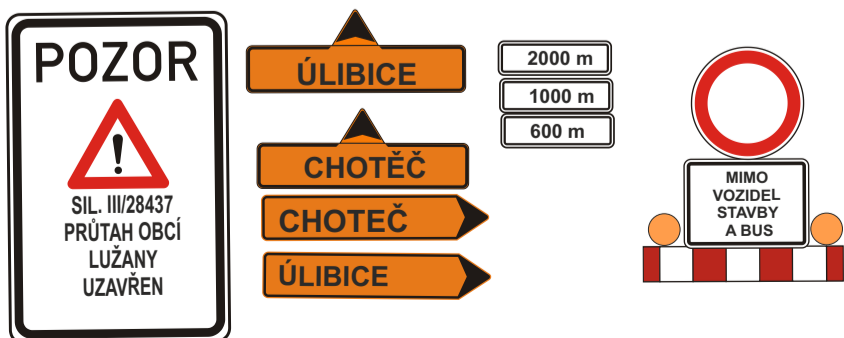 POZOR
!
SIL. III/28437
PRŮTAH OBCÍ
LUŽANY
UZAVŘEN
ÚLIBICE
CHOTĚČ
CHOTEČ
ÚLIBICE
2000 m
1000 m
600 m
MIMO
VOZIDEL
STAVBY
A BUS